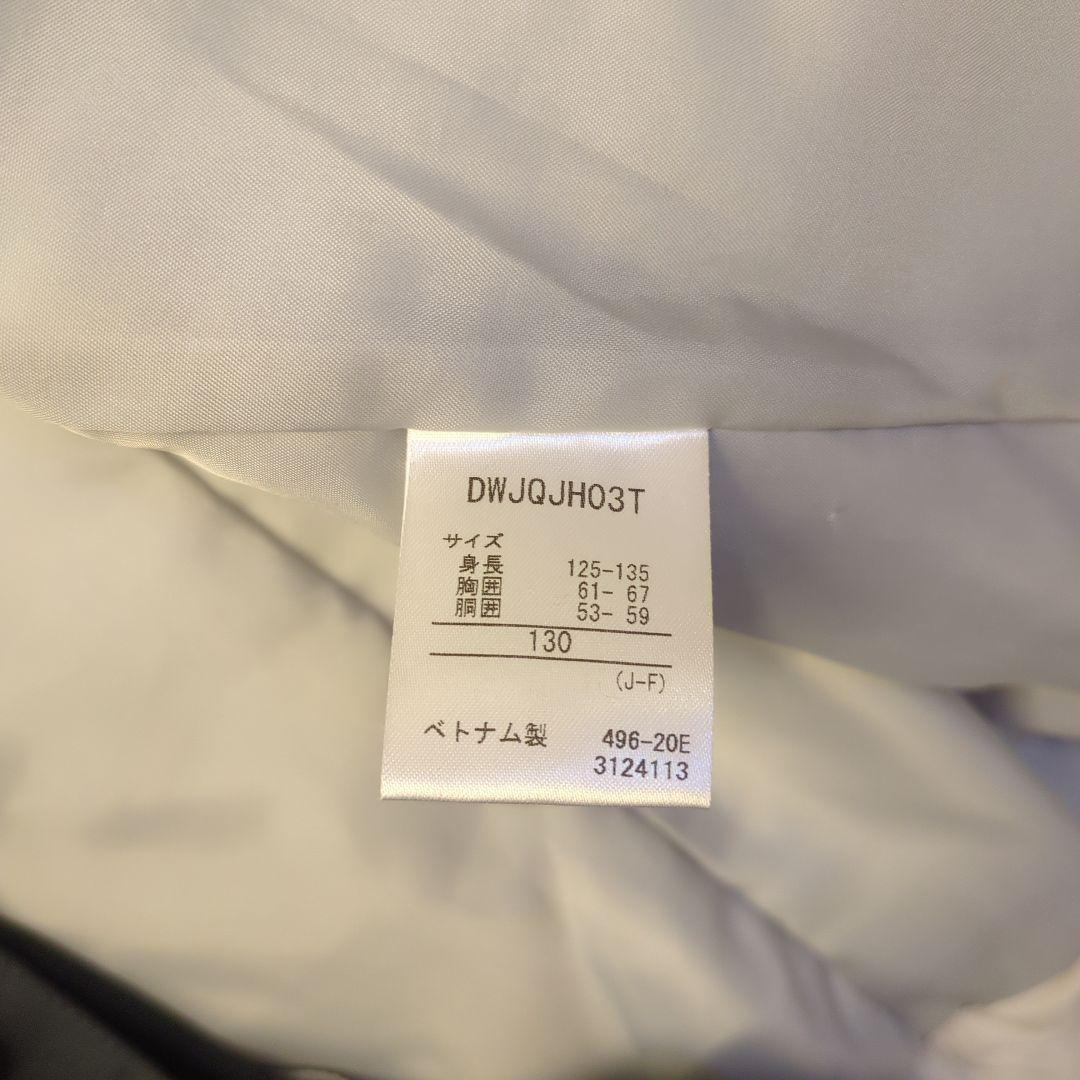 DWJQJH03T
サイズ
身長 125-135
胸囲 61- 67
胴囲 53- 59
130
(J-F)
ベトナム製 496-20E
3124113